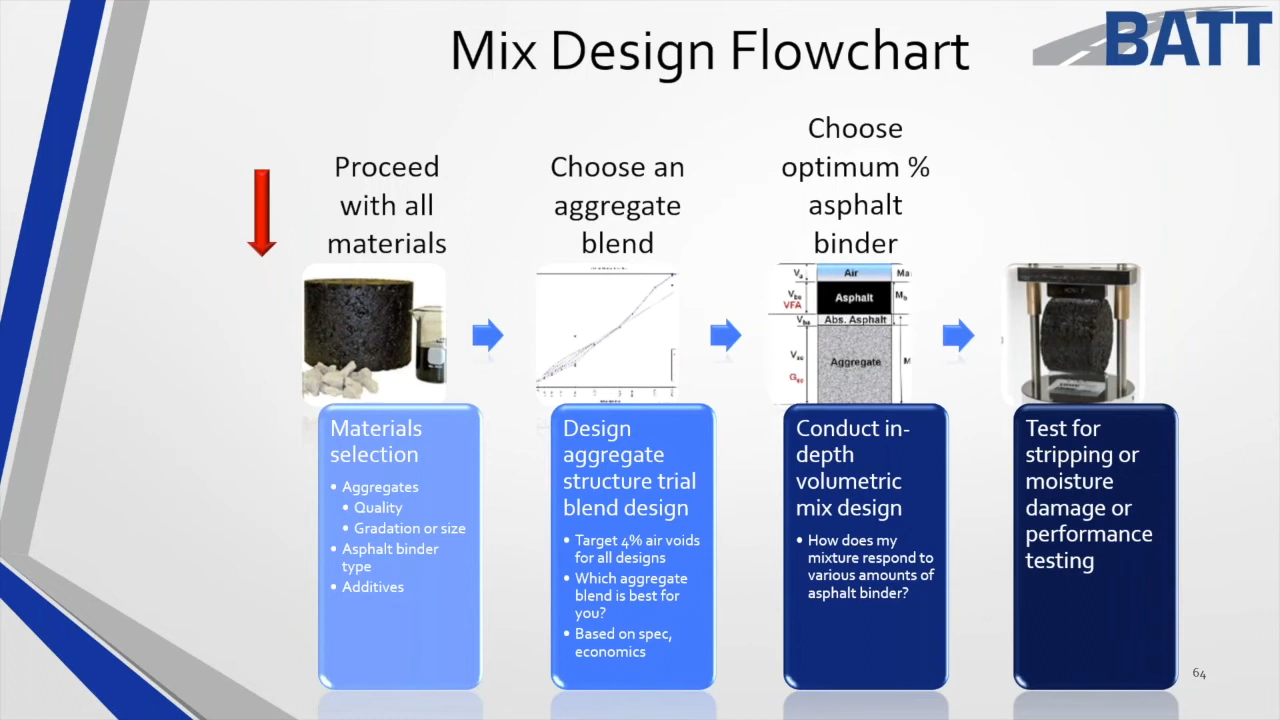 Mix Design Flowchart
BATT
Proceed
with all
materials
Choose an
aggregate
blend
Choose
optimum %
asphalt
binder
Air
Asphalt
Abs. Asphalt
Aggregate
VFA
Materials
selection
• Aggregates
• Quality
• Gradation or size
• Asphalt binder
type
• Additives
Design
aggregate
structure trial
blend design
• Target 4% air voids
for all designs
• Which aggregate
blend is best for
you?
• Based on spec,
economics
Conduct in-
depth
volumetric
mix design
• How does my
mixture respond to
various amounts of
asphalt binder?
Test for
stripping or
moisture
damage or
performance
testing
64